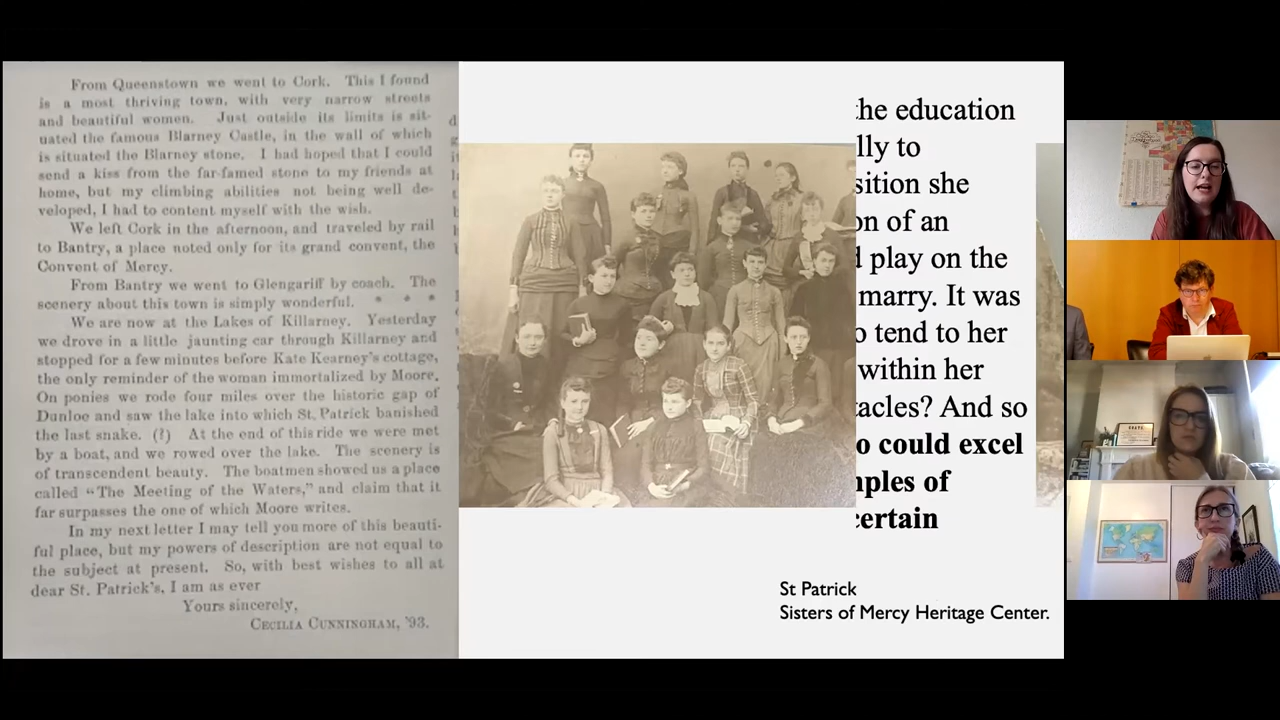 From Queenstown we went to Cork. This I found
is a most thriving town, with very narrow streets
and beautiful women. Just outside its limits is sit-
uated the famous Blarney Castle, in the wall of which
is situated the Blarney stone. I had hoped that I could
send a kiss from the far-famed stone to my friends at
home, but my climbing abilities not being well de-
veloped, I had to content myself with the wish.
We left Cork in the afternoon, and traveled by rail
to Bantry, a place noted only for its grand convent, the
Convent of Mercy.
From Bantry we went to Glengariff by coach. The
scenery about this town is simply wonderful. * * *
We are now at the Lakes of Killarney. Yesterday
we drove in a little jaunting car through Killarney and
stopped for a few minutes before Kate Kearney's cottage,
the only reminder of the woman immortalized by Moore.
On ponies we rode four miles over the historic gap of
Dunloe and saw the lake into which St. Patrick banished
the last snake. (?) At the end of this ride we were met
by a boat, and we rowed over the lake. The scenery is
of transcendent beauty. The boatmen showed us a place
called "The Meeting of the Waters," and claim that it
far surpasses the one of which Moore writes.
In my next letter I may tell you more of this beauti-
ful place, but my powers of description are not equal to
the subject at present. So, with best wishes to all at
dear St. Patrick's, I am as ever
Yours sincerely,
CECILIA CUNNINGHAM, '93.
the education
lly to
sition she
on of an
d play on the
marry. It was
o tend to her
within her
tacles? And so
o could excel
nples of
certain
St Patrick
Sisters of Mercy Heritage Center.